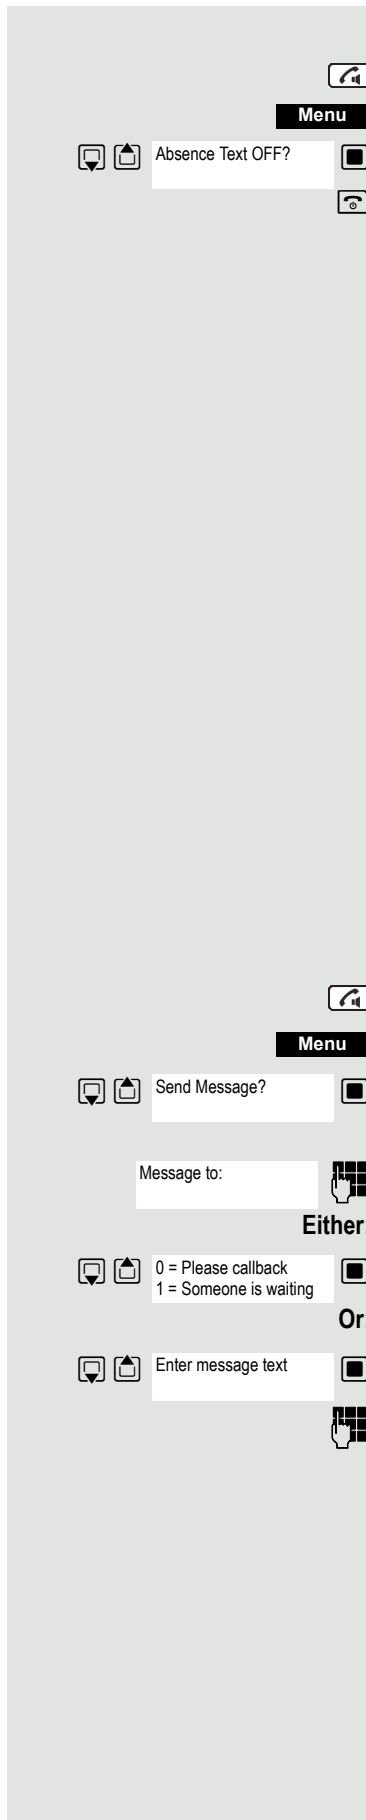 Menu
Absence Text OFF?
Menu
Send Message?
Message to:
Either:
0 = Please callback
1 = Someone is waiting
Or:
Enter message text